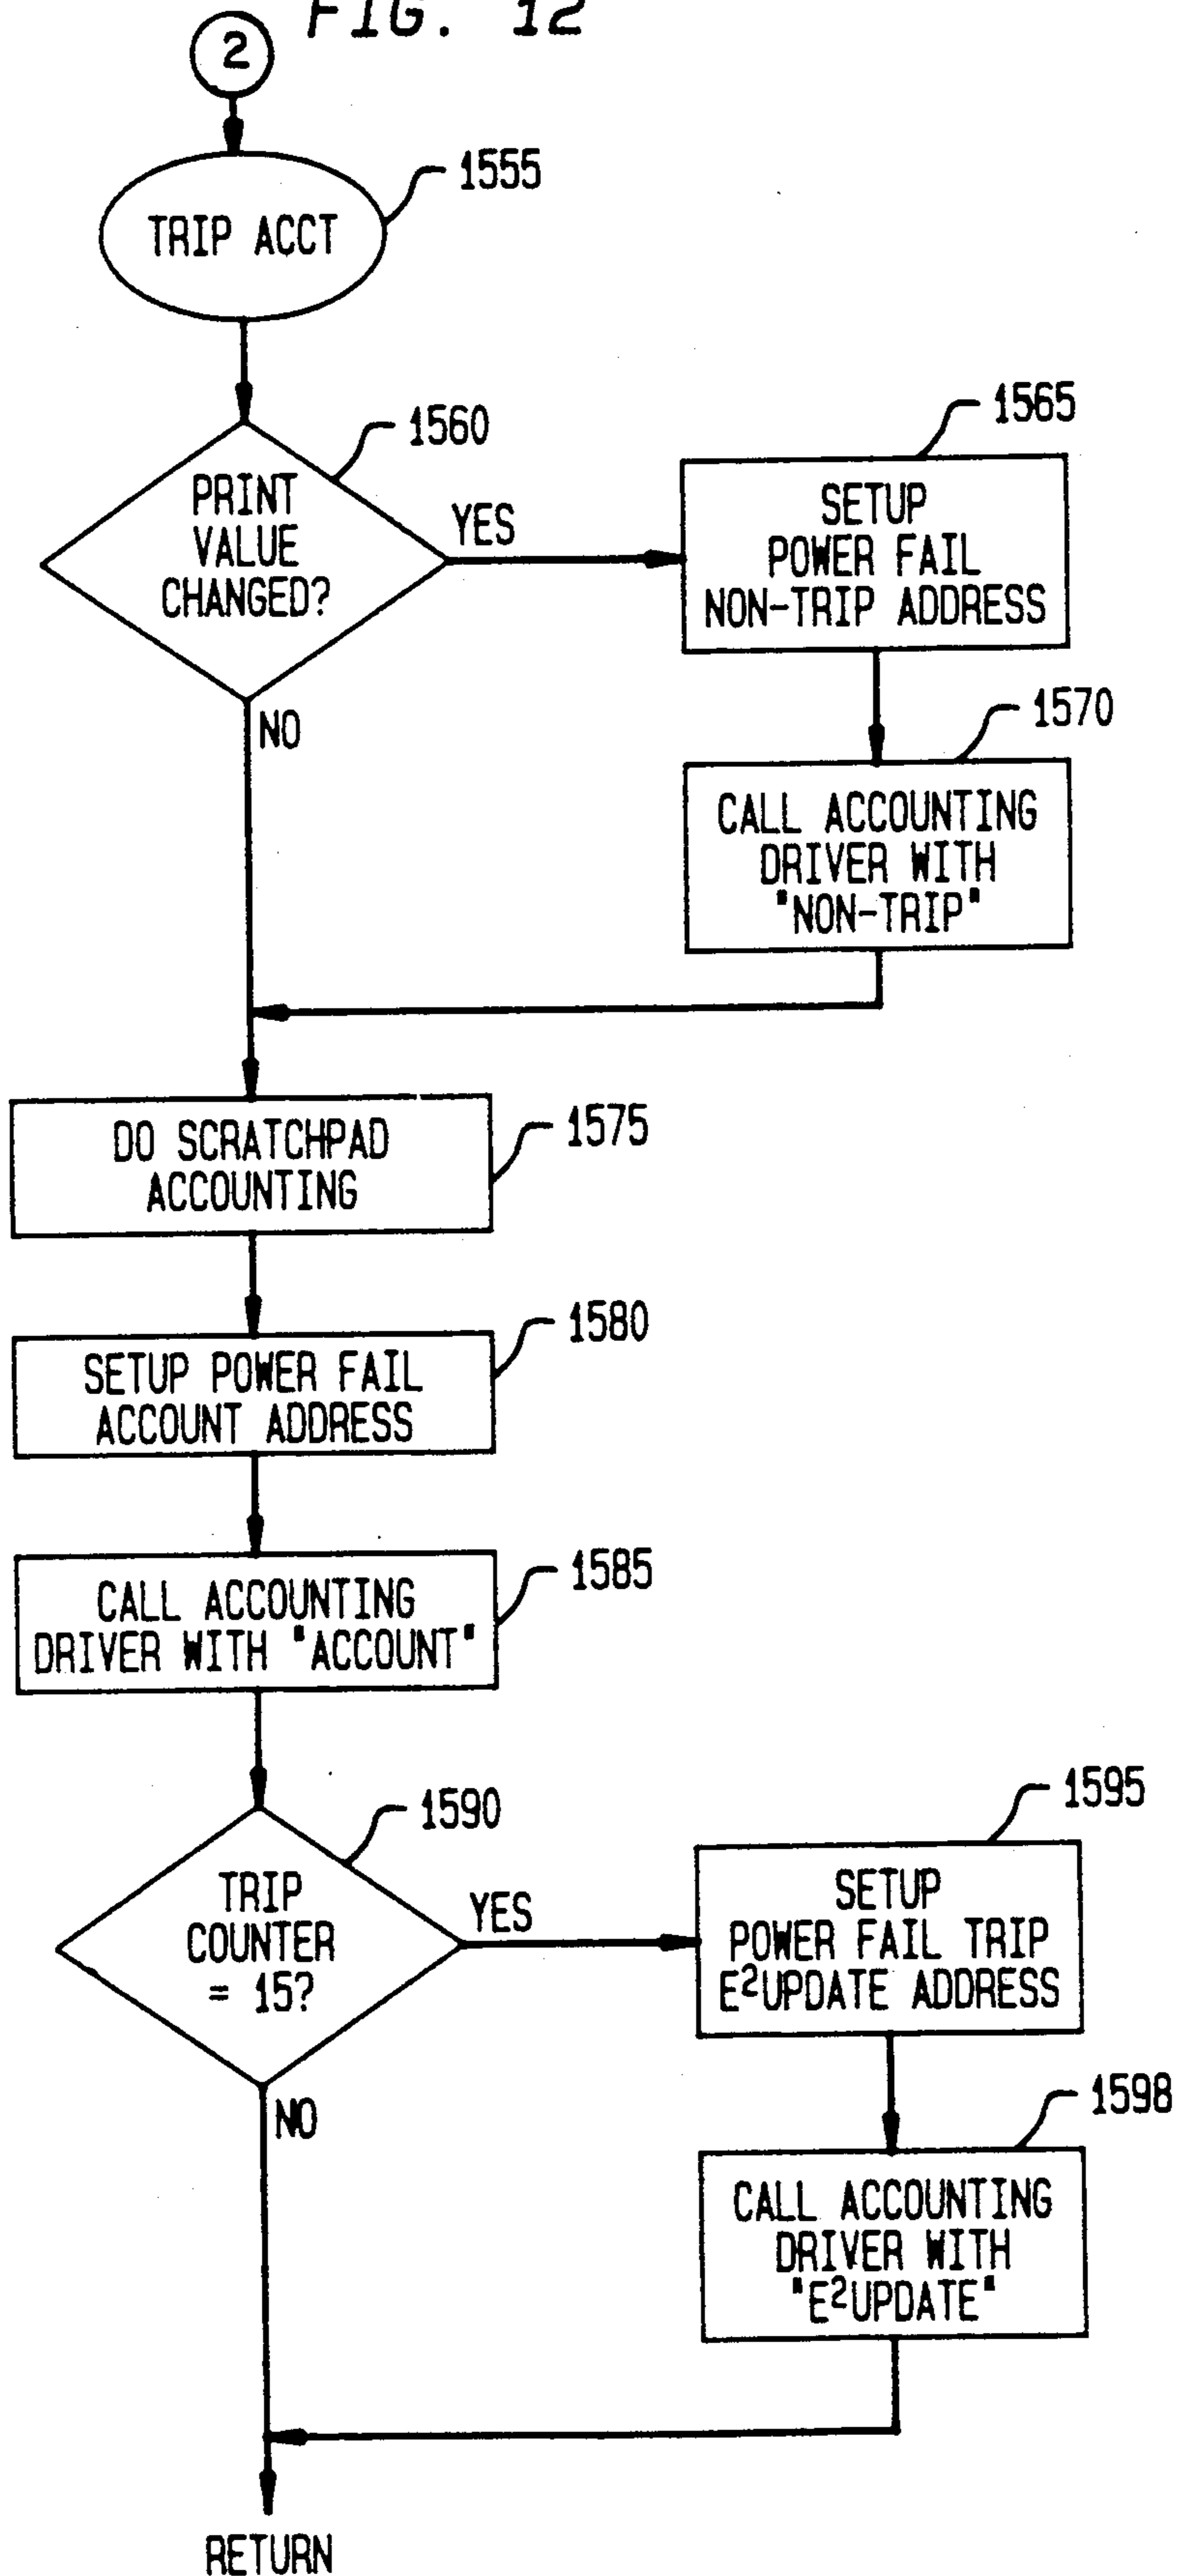 FIG. 12
2
TRIP ACCT
1555
1560
PRINT
VALUE
CHANGED?
YES
NO
1565
SETUP
POWER FAIL
NON-TRIP ADDRESS
1570
CALL ACCOUNTING
DRIVER WITH
"NON-TRIP"
DO SCRATCHPAD
ACCOUNTING
1575
SETUP POWER FAIL
ACCOUNT ADDRESS
1580
CALL ACCOUNTING
DRIVER WITH "ACCOUNT"
1585
1590
TRIP
COUNTER
= 15?
YES
NO
1595
SETUP
POWER FAIL TRIP
E²UPDATE ADDRESS
1598
CALL ACCOUNTING
DRIVER WITH
"E²UPDATE"
RETURN